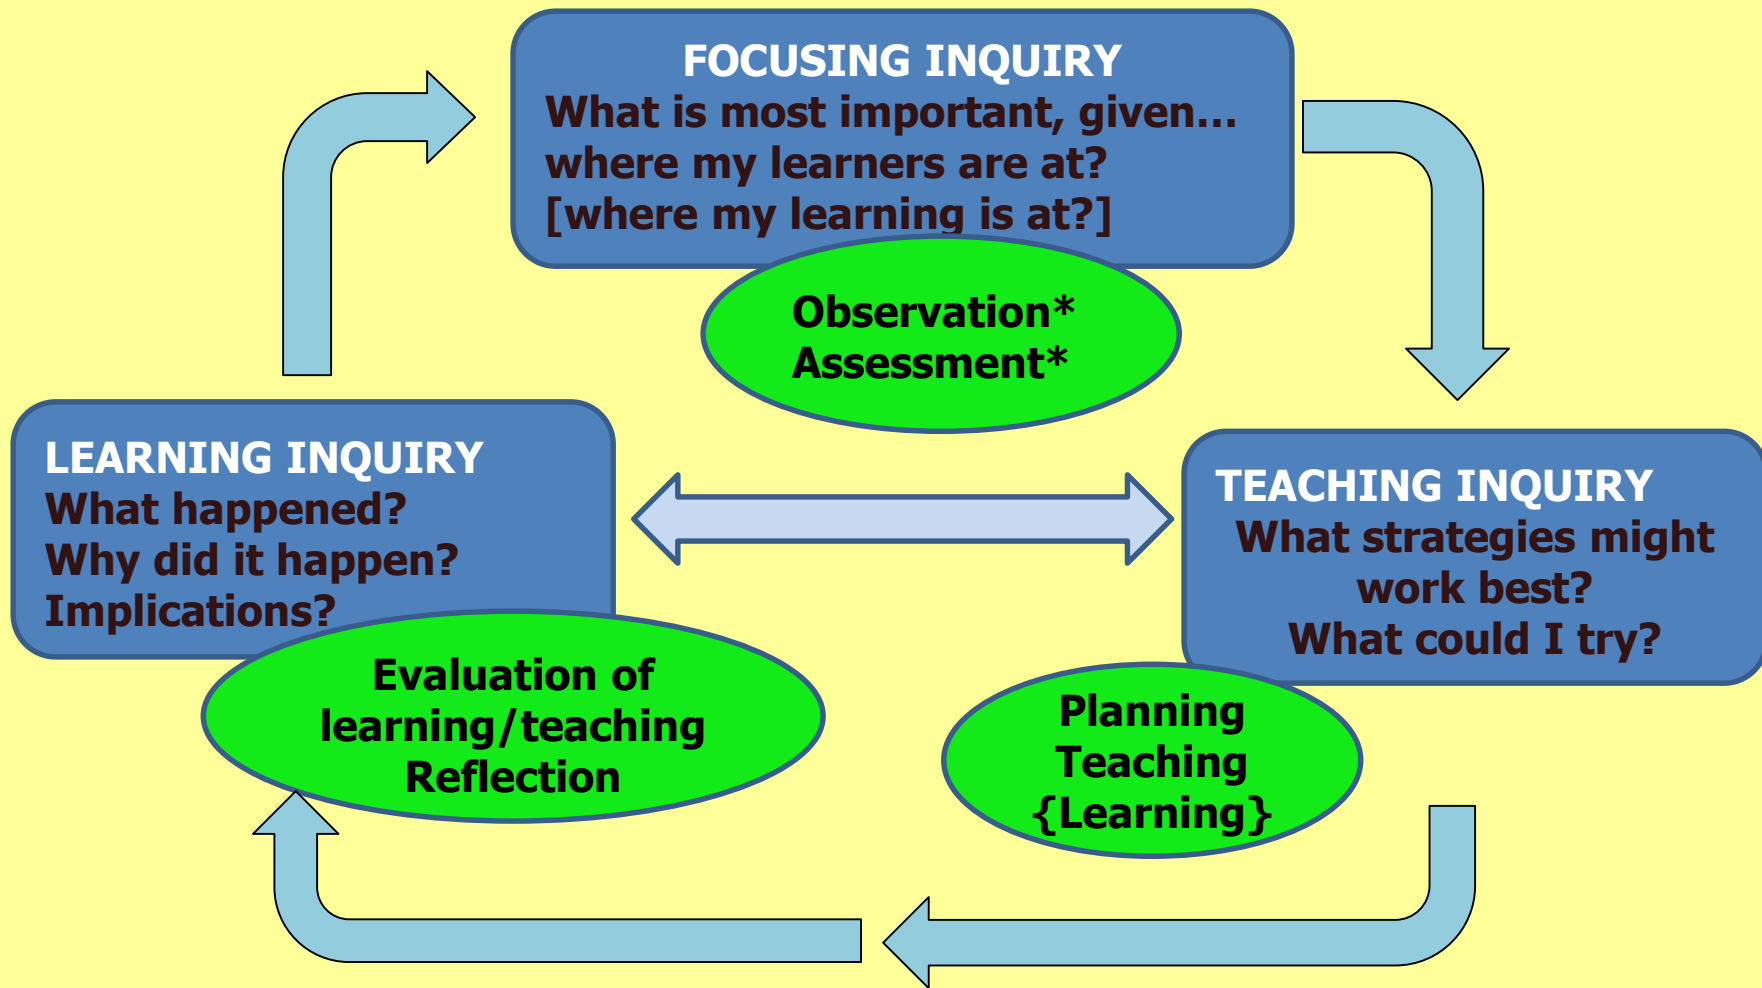 FOCUSING INQUIRY
What is most important, given...
where my learners are at?
[where my learning is at?]
Observation*
Assessment*
LEARNING INQUIRY
What happened?
Why did it happen?
Implications?
TEACHING INQUIRY
What strategies might
work best?
What could I try?
Evaluation of
learning/teaching
Reflection
Planning
Teaching
{Learning}